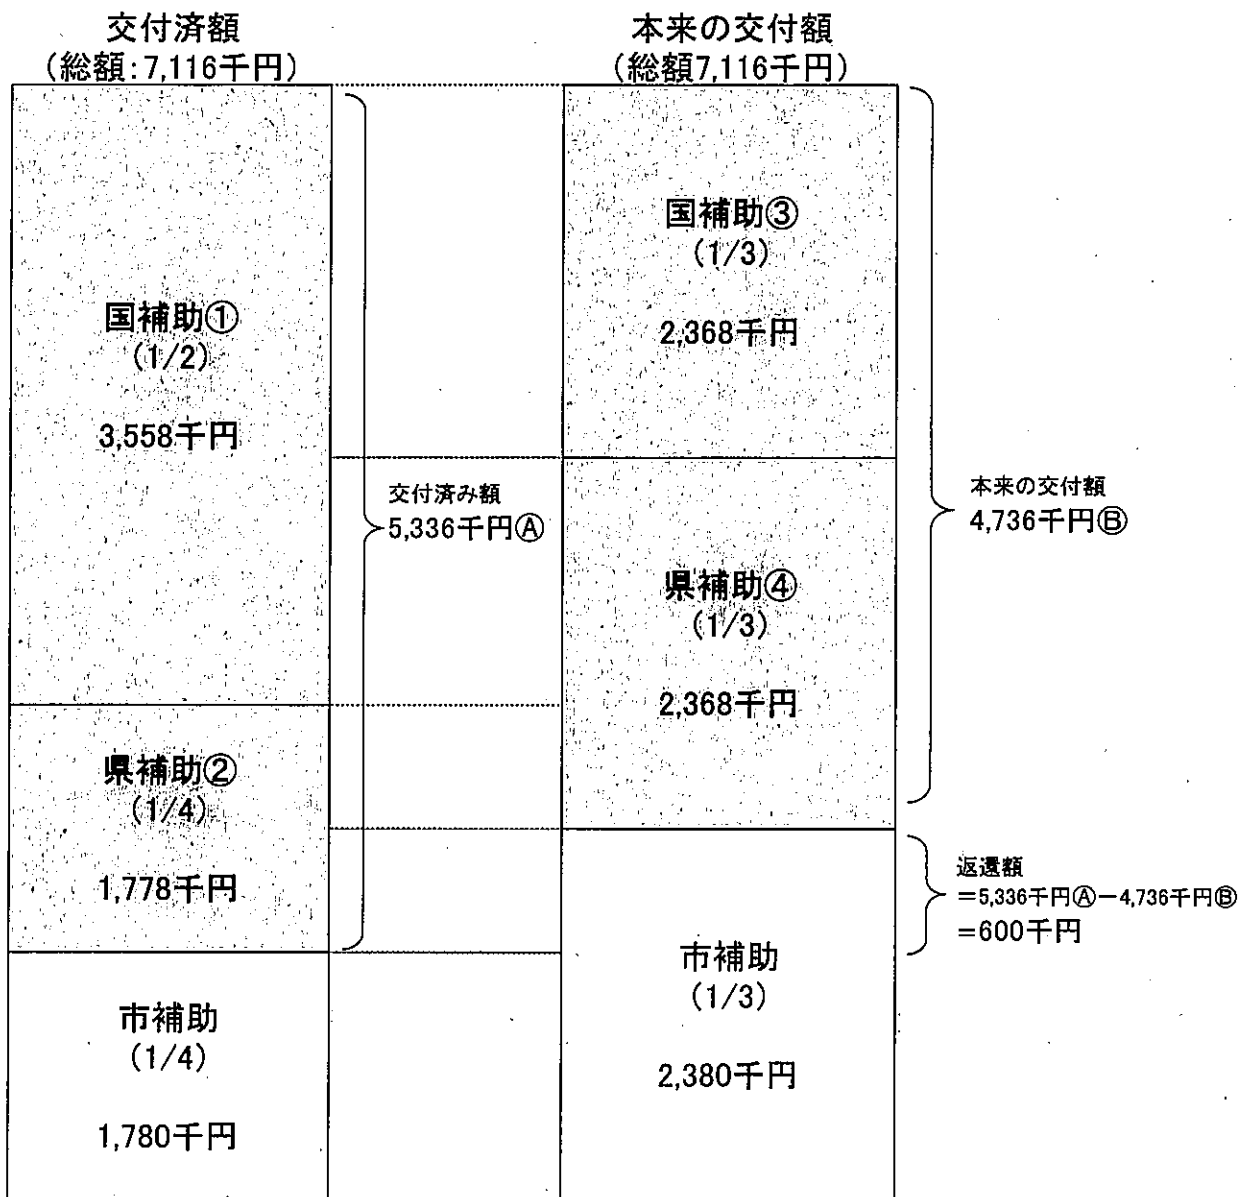 交付済額
(総額:7,116千円)
国補助①
(1/2)
3,558千円
県補助②
(1/4)
1,778千円
市補助
(1/4)
1,780千円
交付済み額
5,336千円Ⓐ
本来の交付額
(総額7,116千円)
国補助③
(1/3)
2,368千円
県補助④
(1/3)
2,368千円
市補助
(1/3)
2,380千円
本来の交付額
4,736千円Ⓑ
返還額
=5,336千円Ⓐ-4,736千円Ⓑ
=600千円